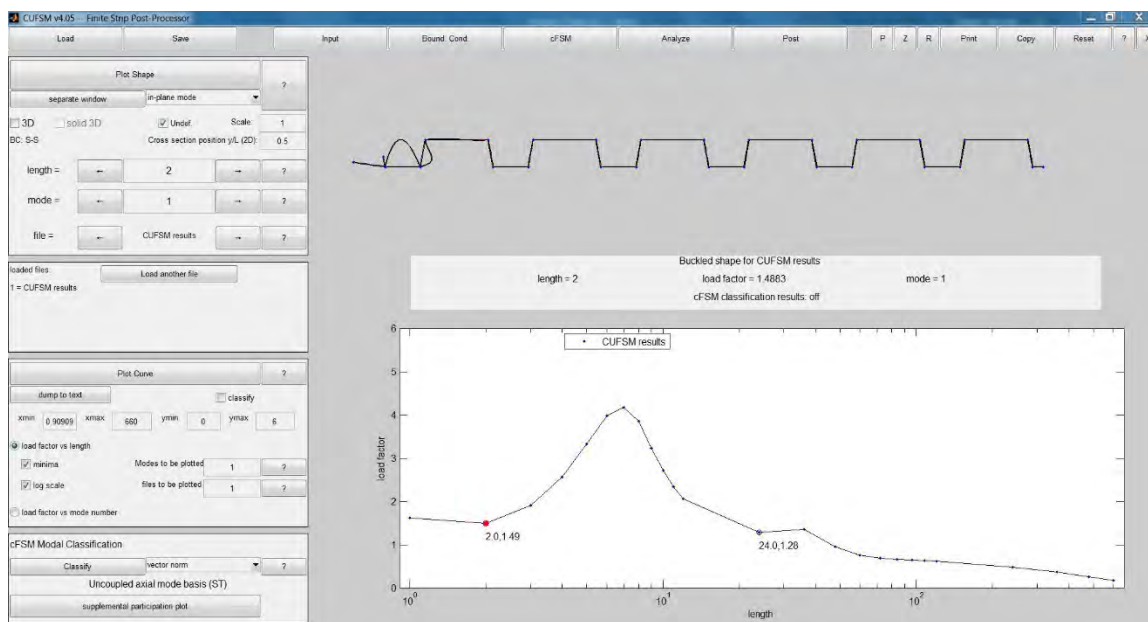 CUFSM v4.05 -- Finite Strip Post-Processor
Load Save Input Bound. Cond. cFSM Analyze Post P Z R Print Copy Reset ? X
Plot Shape ?
separate window in-plane mode
3D solid 3D Undef. Scale: 1
BC: S-S Cross section position y/L (2D): 0.5
length = ← 2 → ?
mode = ← 1 → ?
file = ← CUFSM results → ?
loaded files: Load another file
1 = CUFSM results
Buckled shape for CUFSM results
length = 2 load factor = 1.4883 mode = 1
cFSM classification results: off
Plot Curve ?
dump to text classify
xmin 0.90909 xmax 660 ymin 0 ymax 6
load factor vs length
minima Modes to be plotted 1 ?
log scale files to be plotted 1 ?
load factor vs mode number
cFSM Modal Classification
Classify vector norm ?
Uncoupled axial mode basis (ST)
supplemental participation plot
CUFSM results
6
5
4
3
2
1
0
load factor
2.0,1.49
24.0,1.28
10^0 10^1 10^2
length